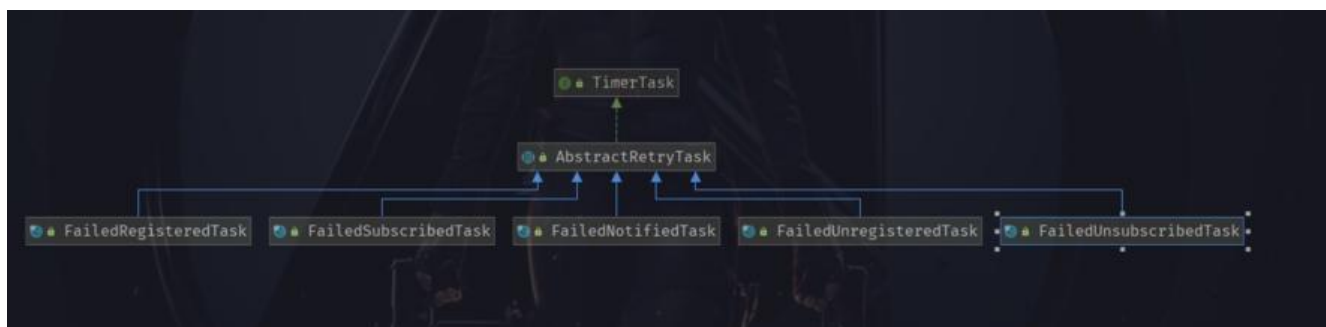 TimerTask
AbstractRetryTask
FailedRegisteredTask FailedSubscribedTask FailedNotifiedTask FailedUnregisteredTask FailedUnsubscribedTask